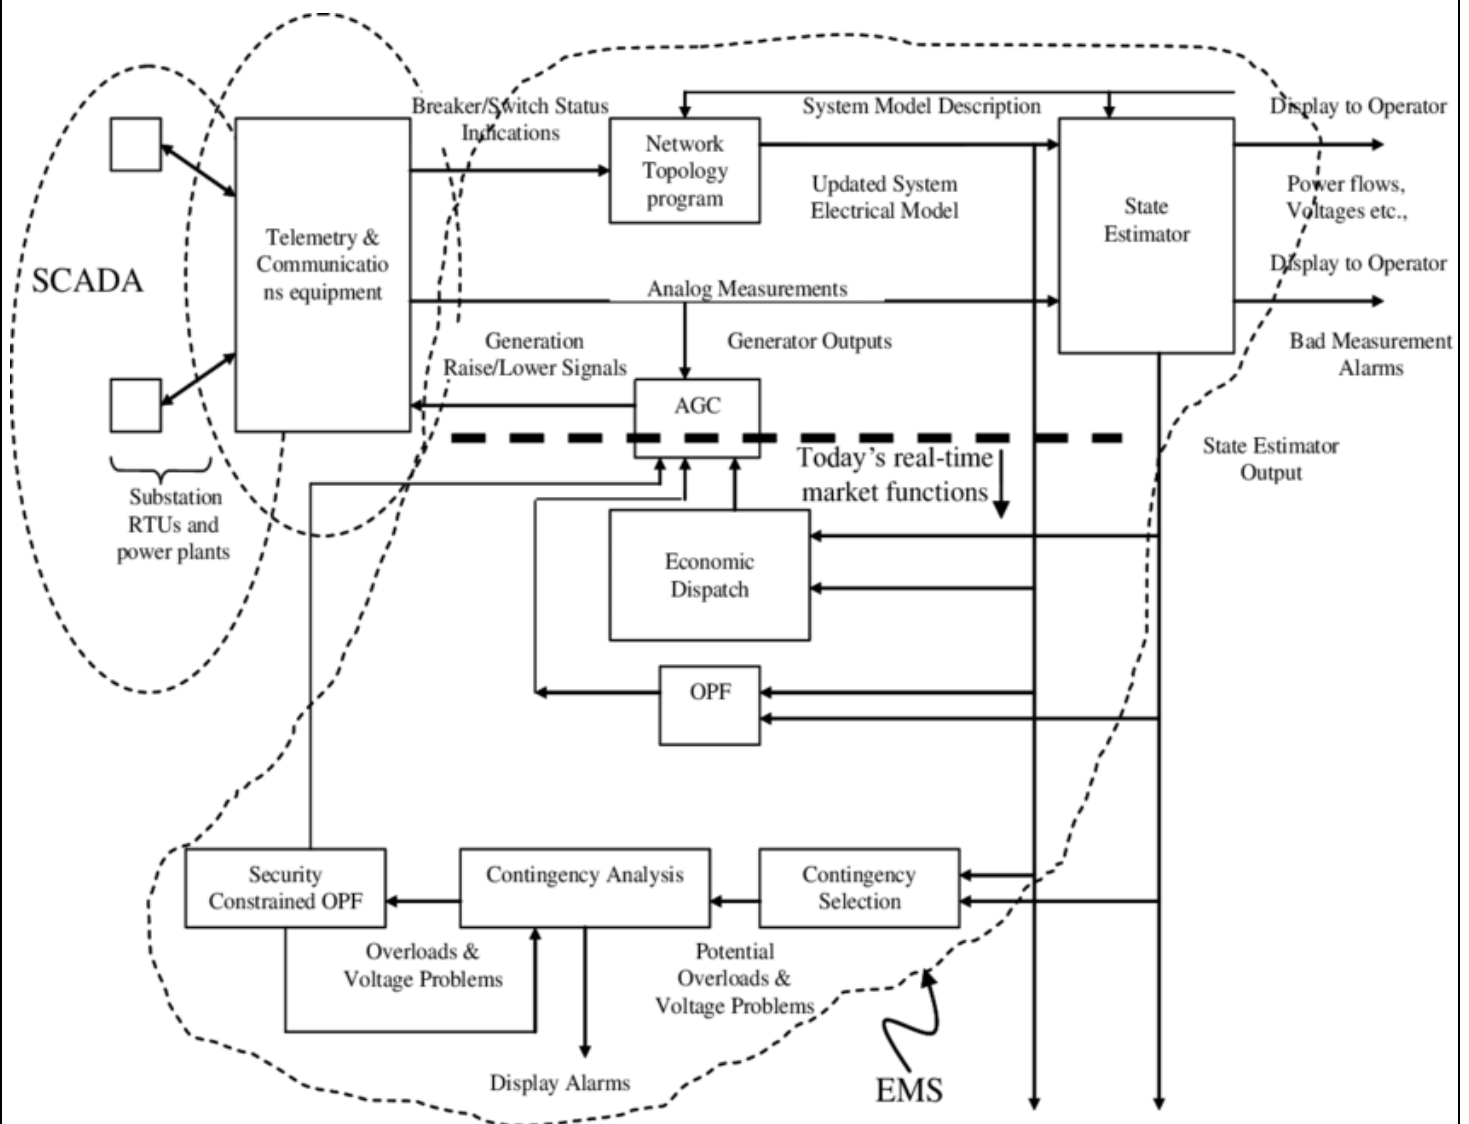 Breaker/Switch Status
Indications
System Model Description
Display to Operator
Network
Topology
program
Updated System
Electrical Model
State
Estimator
Power flows,
Voltages etc.,
Telemetry &
Communicatio
ns equipment
SCADA
Display to Operator
Analog Measurements
Generation
Raise/Lower Signals
Generator Outputs
Bad Measurement
Alarms
AGC
Today's real-time
market functions
State Estimator
Output
Substation
RTUs and
power plants
Economic
Dispatch
OPF
Security
Constrained OPF
Contingency Analysis
Contingency
Selection
Overloads &
Voltage Problems
Potential
Overloads &
Voltage Problems
Display Alarms
EMS